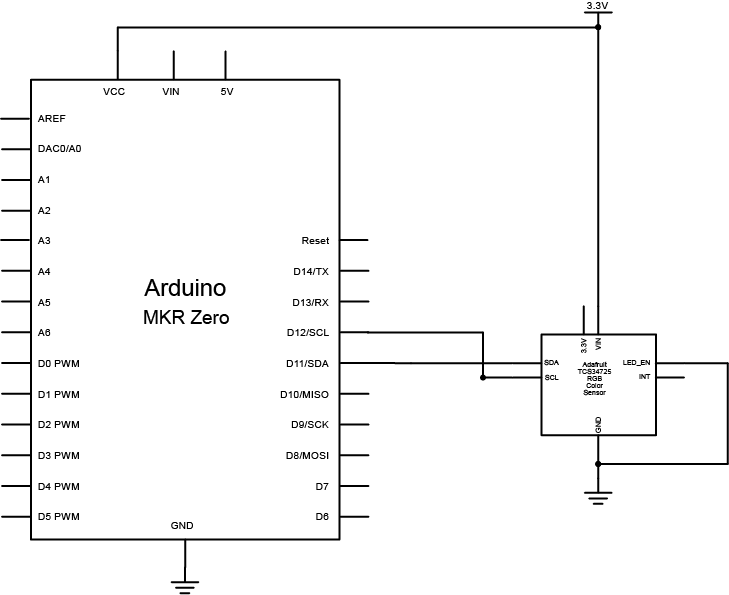 3.3V
VCC
VIN
5V
AREF
DAC0/A0
A1
A2
A3
A4
A5
A6
D0 PWM
D1 PWM
D2 PWM
D3 PWM
D4 PWM
D5 PWM
Arduino
MKR Zero
Reset
D14/TX
D13/RX
D12/SCL
D11/SDA
D10/MISO
D9/SCK
D8/MOSI
D7
D6
GND
3.3V
VIN
SDA
SCL
Adafruit
TCS34725
RGB
Color
Sensor
LED_EN
INT
GND